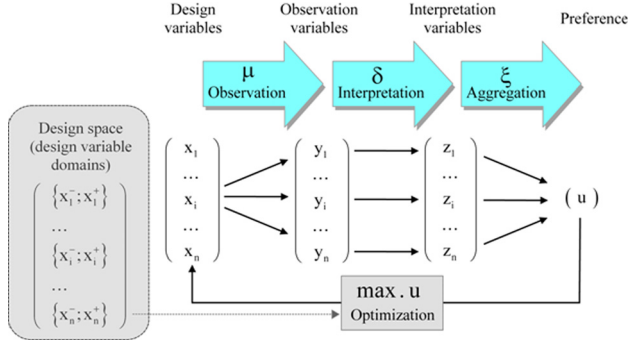 Design variables
Observation variables
Interpretation variables
Preference
μ
Observation
δ
Interpretation
ξ
Aggregation
Design space
(design variable
domains)
{x₁⁻;x₁⁺}
...
{xᵢ⁻;xᵢ⁺}
...
{xₙ⁻;xₙ⁺}
x₁
...
xᵢ
...
xₙ
y₁
...
yᵢ
...
yₙ
z₁
...
zᵢ
...
zₙ
( u )
max . u
Optimization